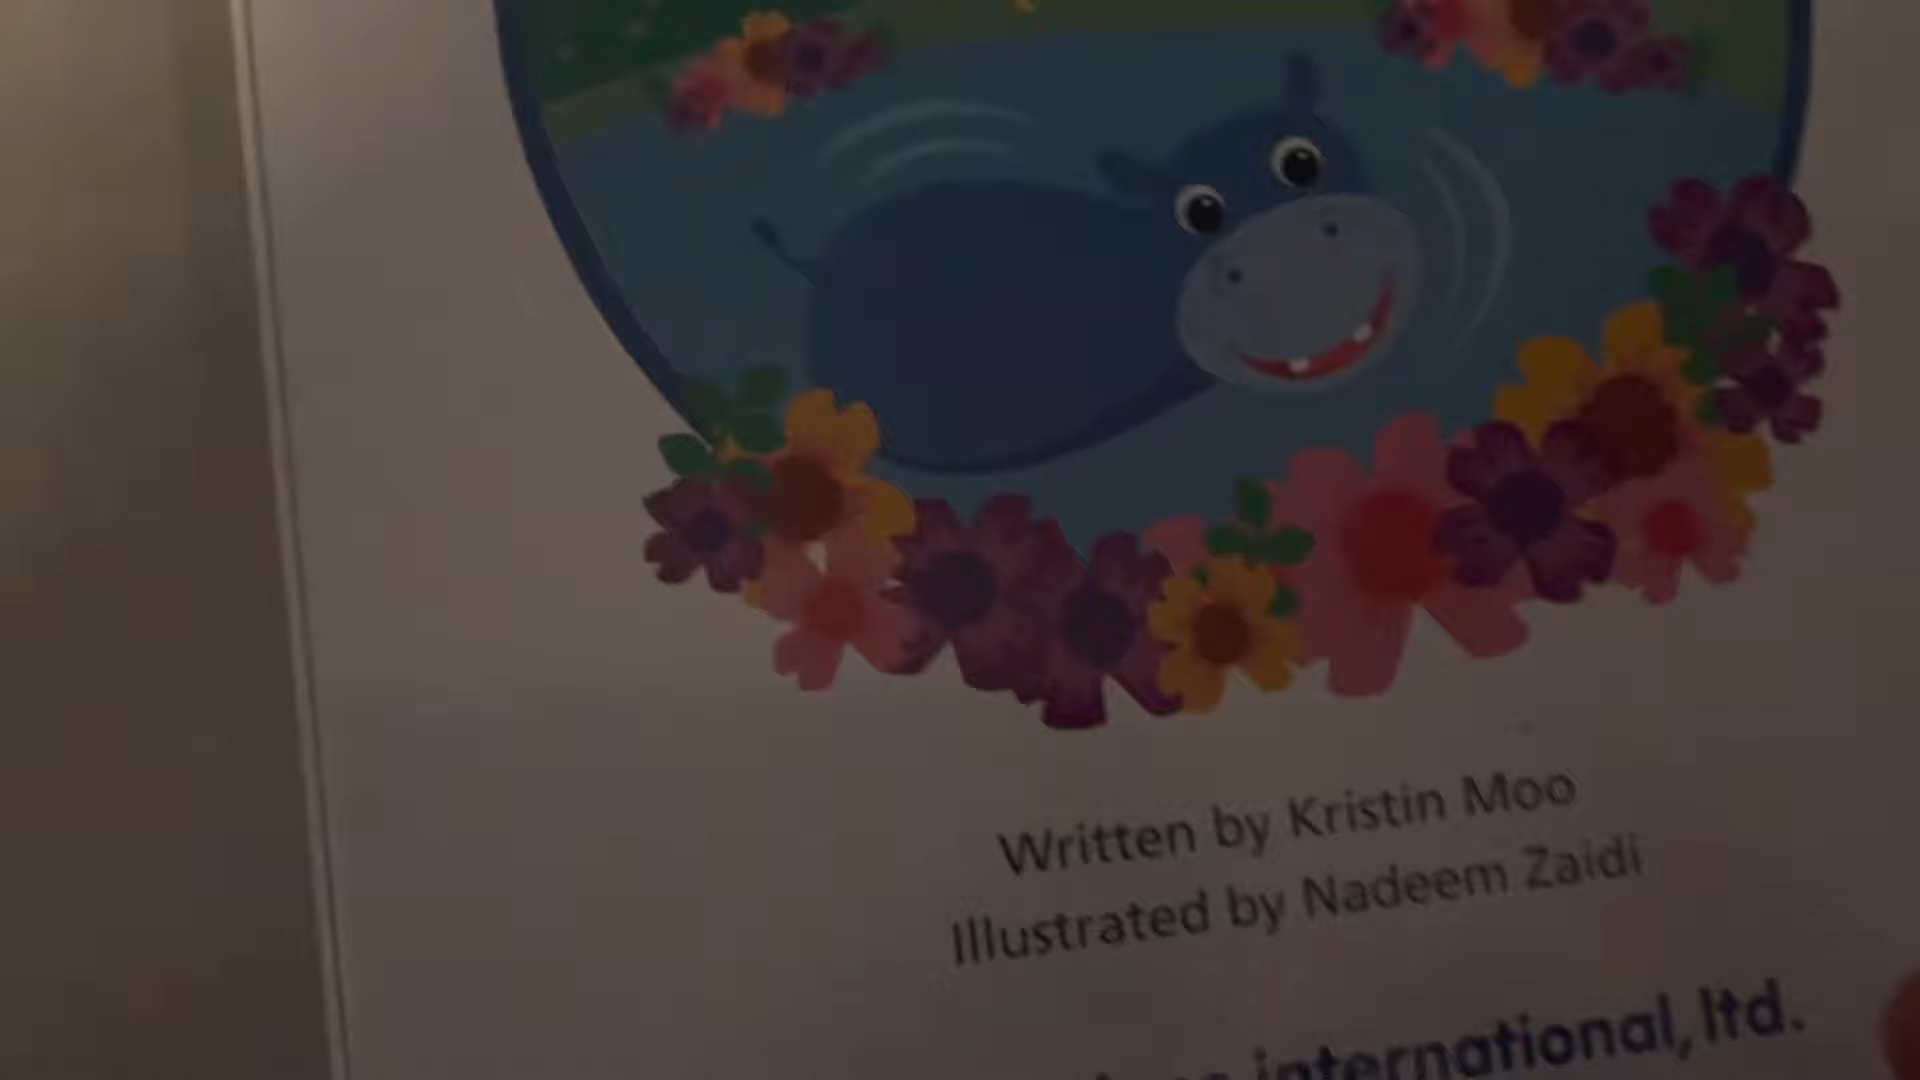 Written by Kristin Moo
Illustrated by Nadeem Zaidi
international, ltd.